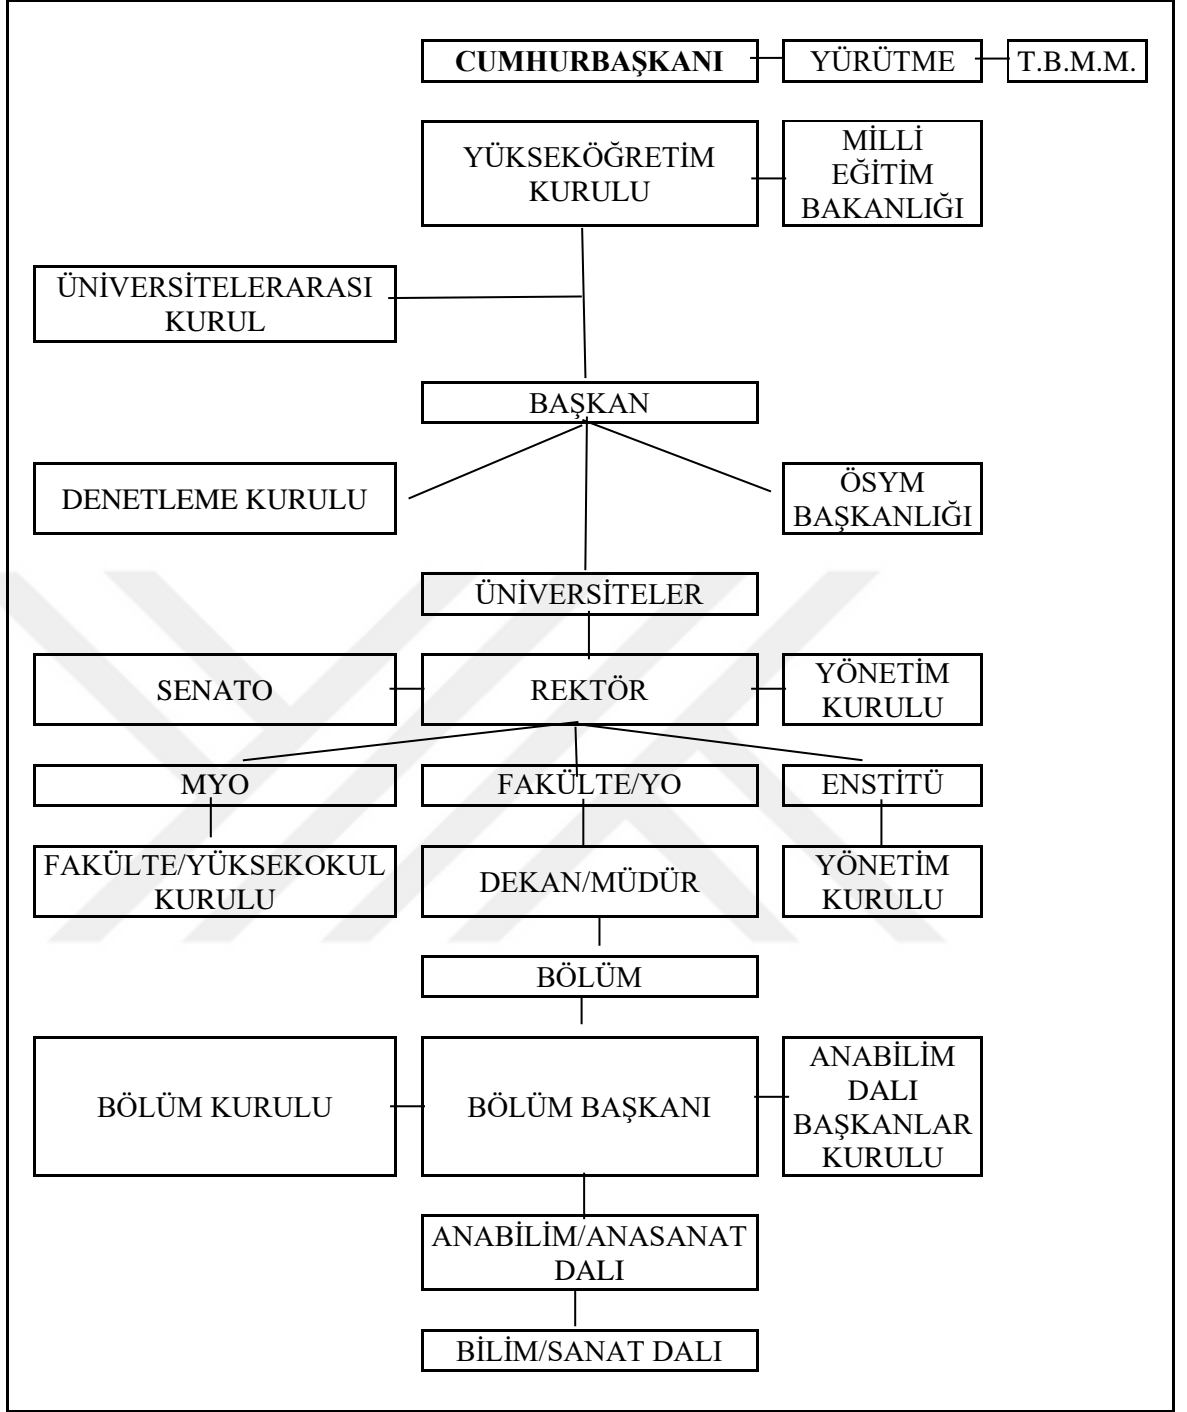 CUMHURBAŞKANI
YÜRÜTME
T.B.M.M.
YÜKSEKÖĞRETİM
KURULU
MİLLİ
EĞİTİM
BAKANLIĞI
ÜNİVERSİTELERARASI
KURUL
BAŞKAN
DENETLEME KURULU
ÖSYM
BAŞKANLIĞI
ÜNİVERSİTELER
SENATO
REKTÖR
YÖNETİM
KURULU
MYO
FAKÜLTE/YO
ENSTİTÜ
FAKÜLTE/YÜKSEKOKUL
KURULU
DEKAN/MÜDÜR
YÖNETİM
KURULU
BÖLÜM
BÖLÜM KURULU
BÖLÜM BAŞKANI
ANABİLİM
DALI
BAŞKANLAR
KURULU
ANABİLİM/ANASANAT
DALI
BİLİM/SANAT DALI